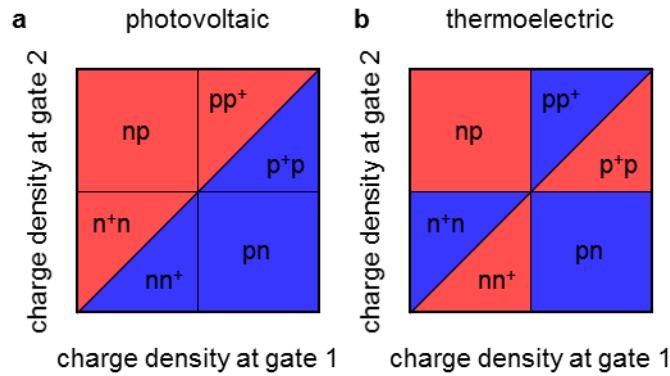 a photovoltaic
b thermoelectric
charge density at gate 2
np
pp⁺
p⁺p
n⁺n
nn⁺
pn
charge density at gate 1
charge density at gate 2
np
pp⁺
p⁺p
n⁺n
nn⁺
pn
charge density at gate 1